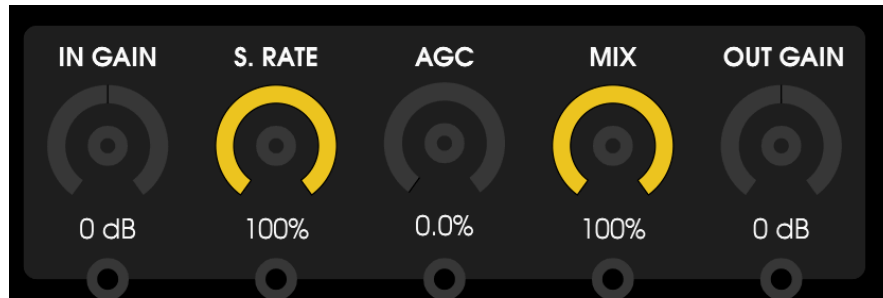 IN GAIN S. RATE AGC MIX OUT GAIN
0 dB 100% 0.0% 100% 0 dB